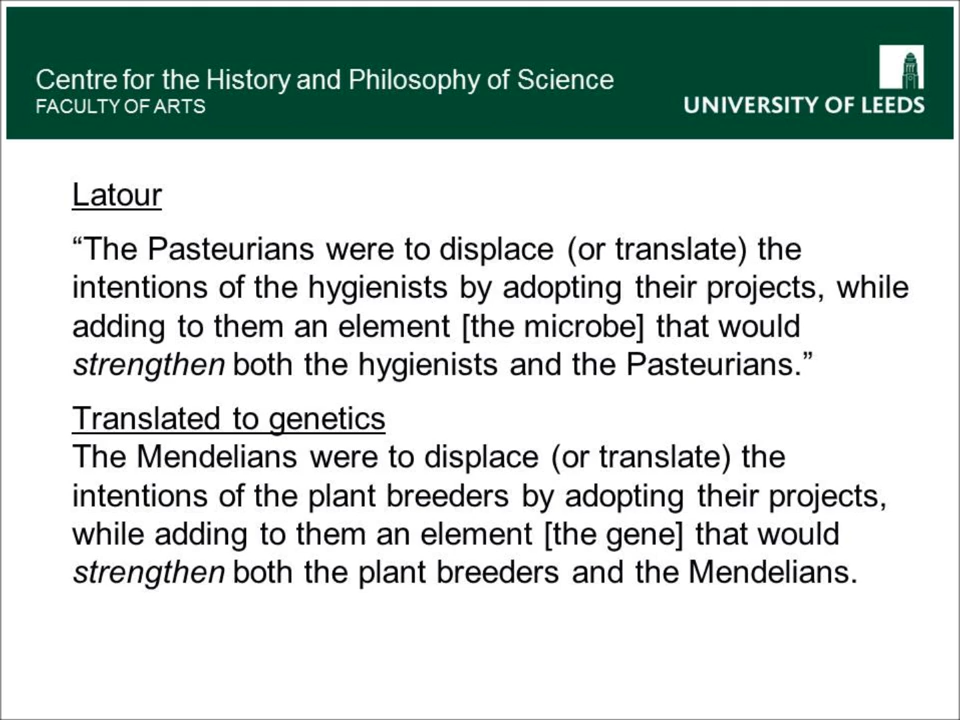 Centre for the History and Philosophy of Science
FACULTY OF ARTS
UNIVERSITY OF LEEDS
Latour
“The Pasteurians were to displace (or translate) the
intentions of the hygienists by adopting their projects, while
adding to them an element [the microbe] that would
strengthen both the hygienists and the Pasteurians.”
Translated to genetics
The Mendelians were to displace (or translate) the
intentions of the plant breeders by adopting their projects,
while adding to them an element [the gene] that would
strengthen both the plant breeders and the Mendelians.